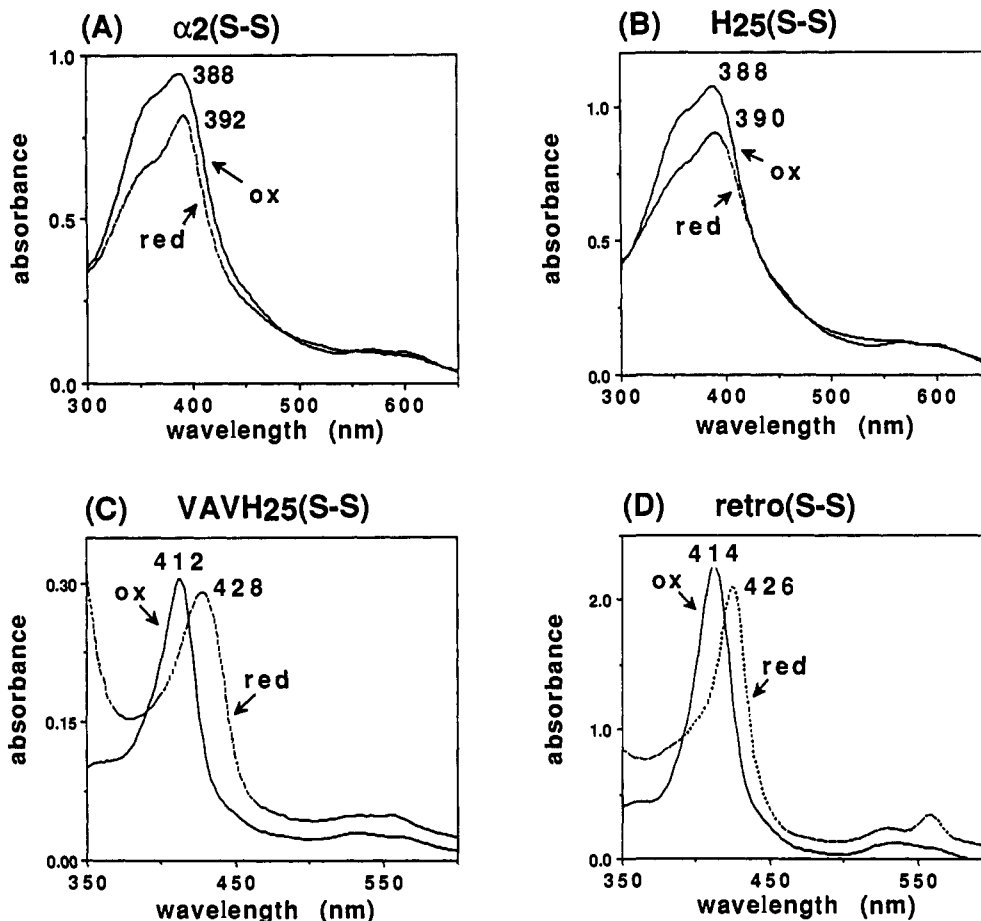 (A) α2(S-S)
388
392
ox
red
1.0
0.5
0.0
absorbance
300 400 500 600
wavelength (nm)
(B) H25(S-S)
388
390
ox
red
1.0
0.5
0.0
absorbance
300 400 500 600
wavelength (nm)
(C) VAVH25(S-S)
412
428
ox
red
0.30
0.15
0.00
absorbance
350 450 550
wavelength (nm)
(D) retro(S-S)
414
426
ox
red
2.0
1.0
0.0
absorbance
350 450 550
wavelength (nm)